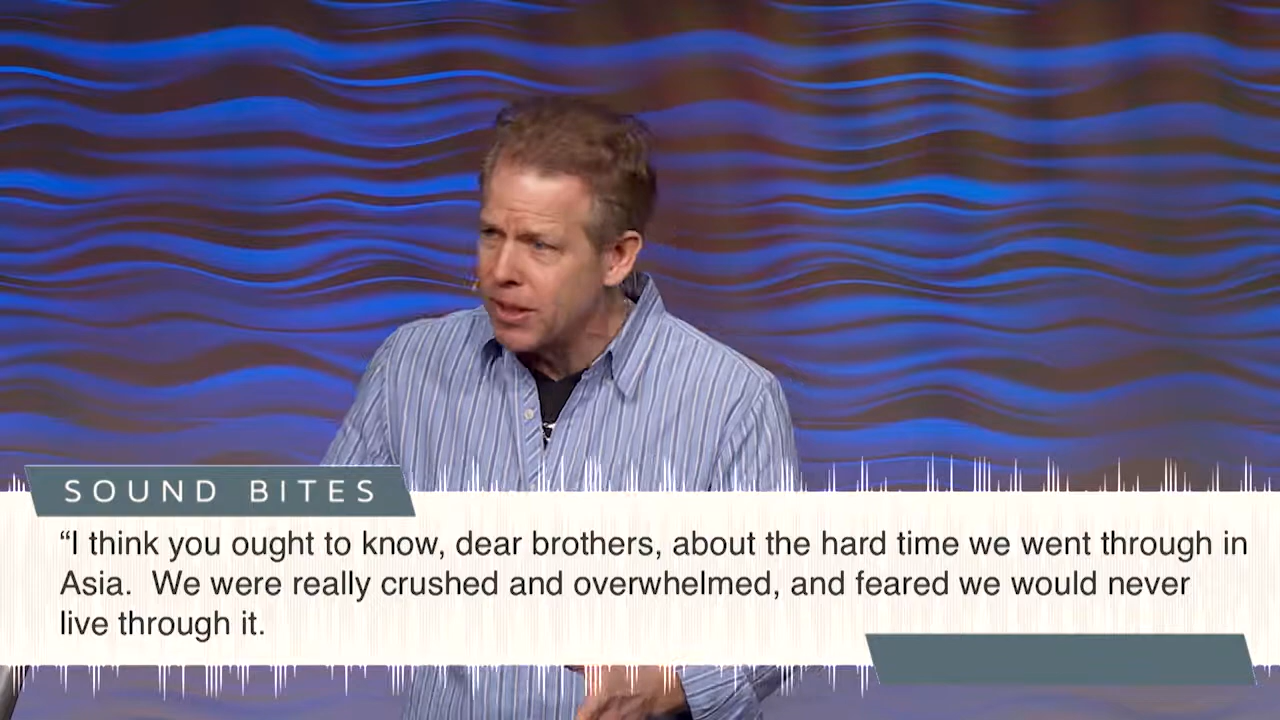 SOUND BITES
“I think you ought to know, dear brothers, about the hard time we went through in
Asia.  We were really crushed and overwhelmed, and feared we would never
live through it.